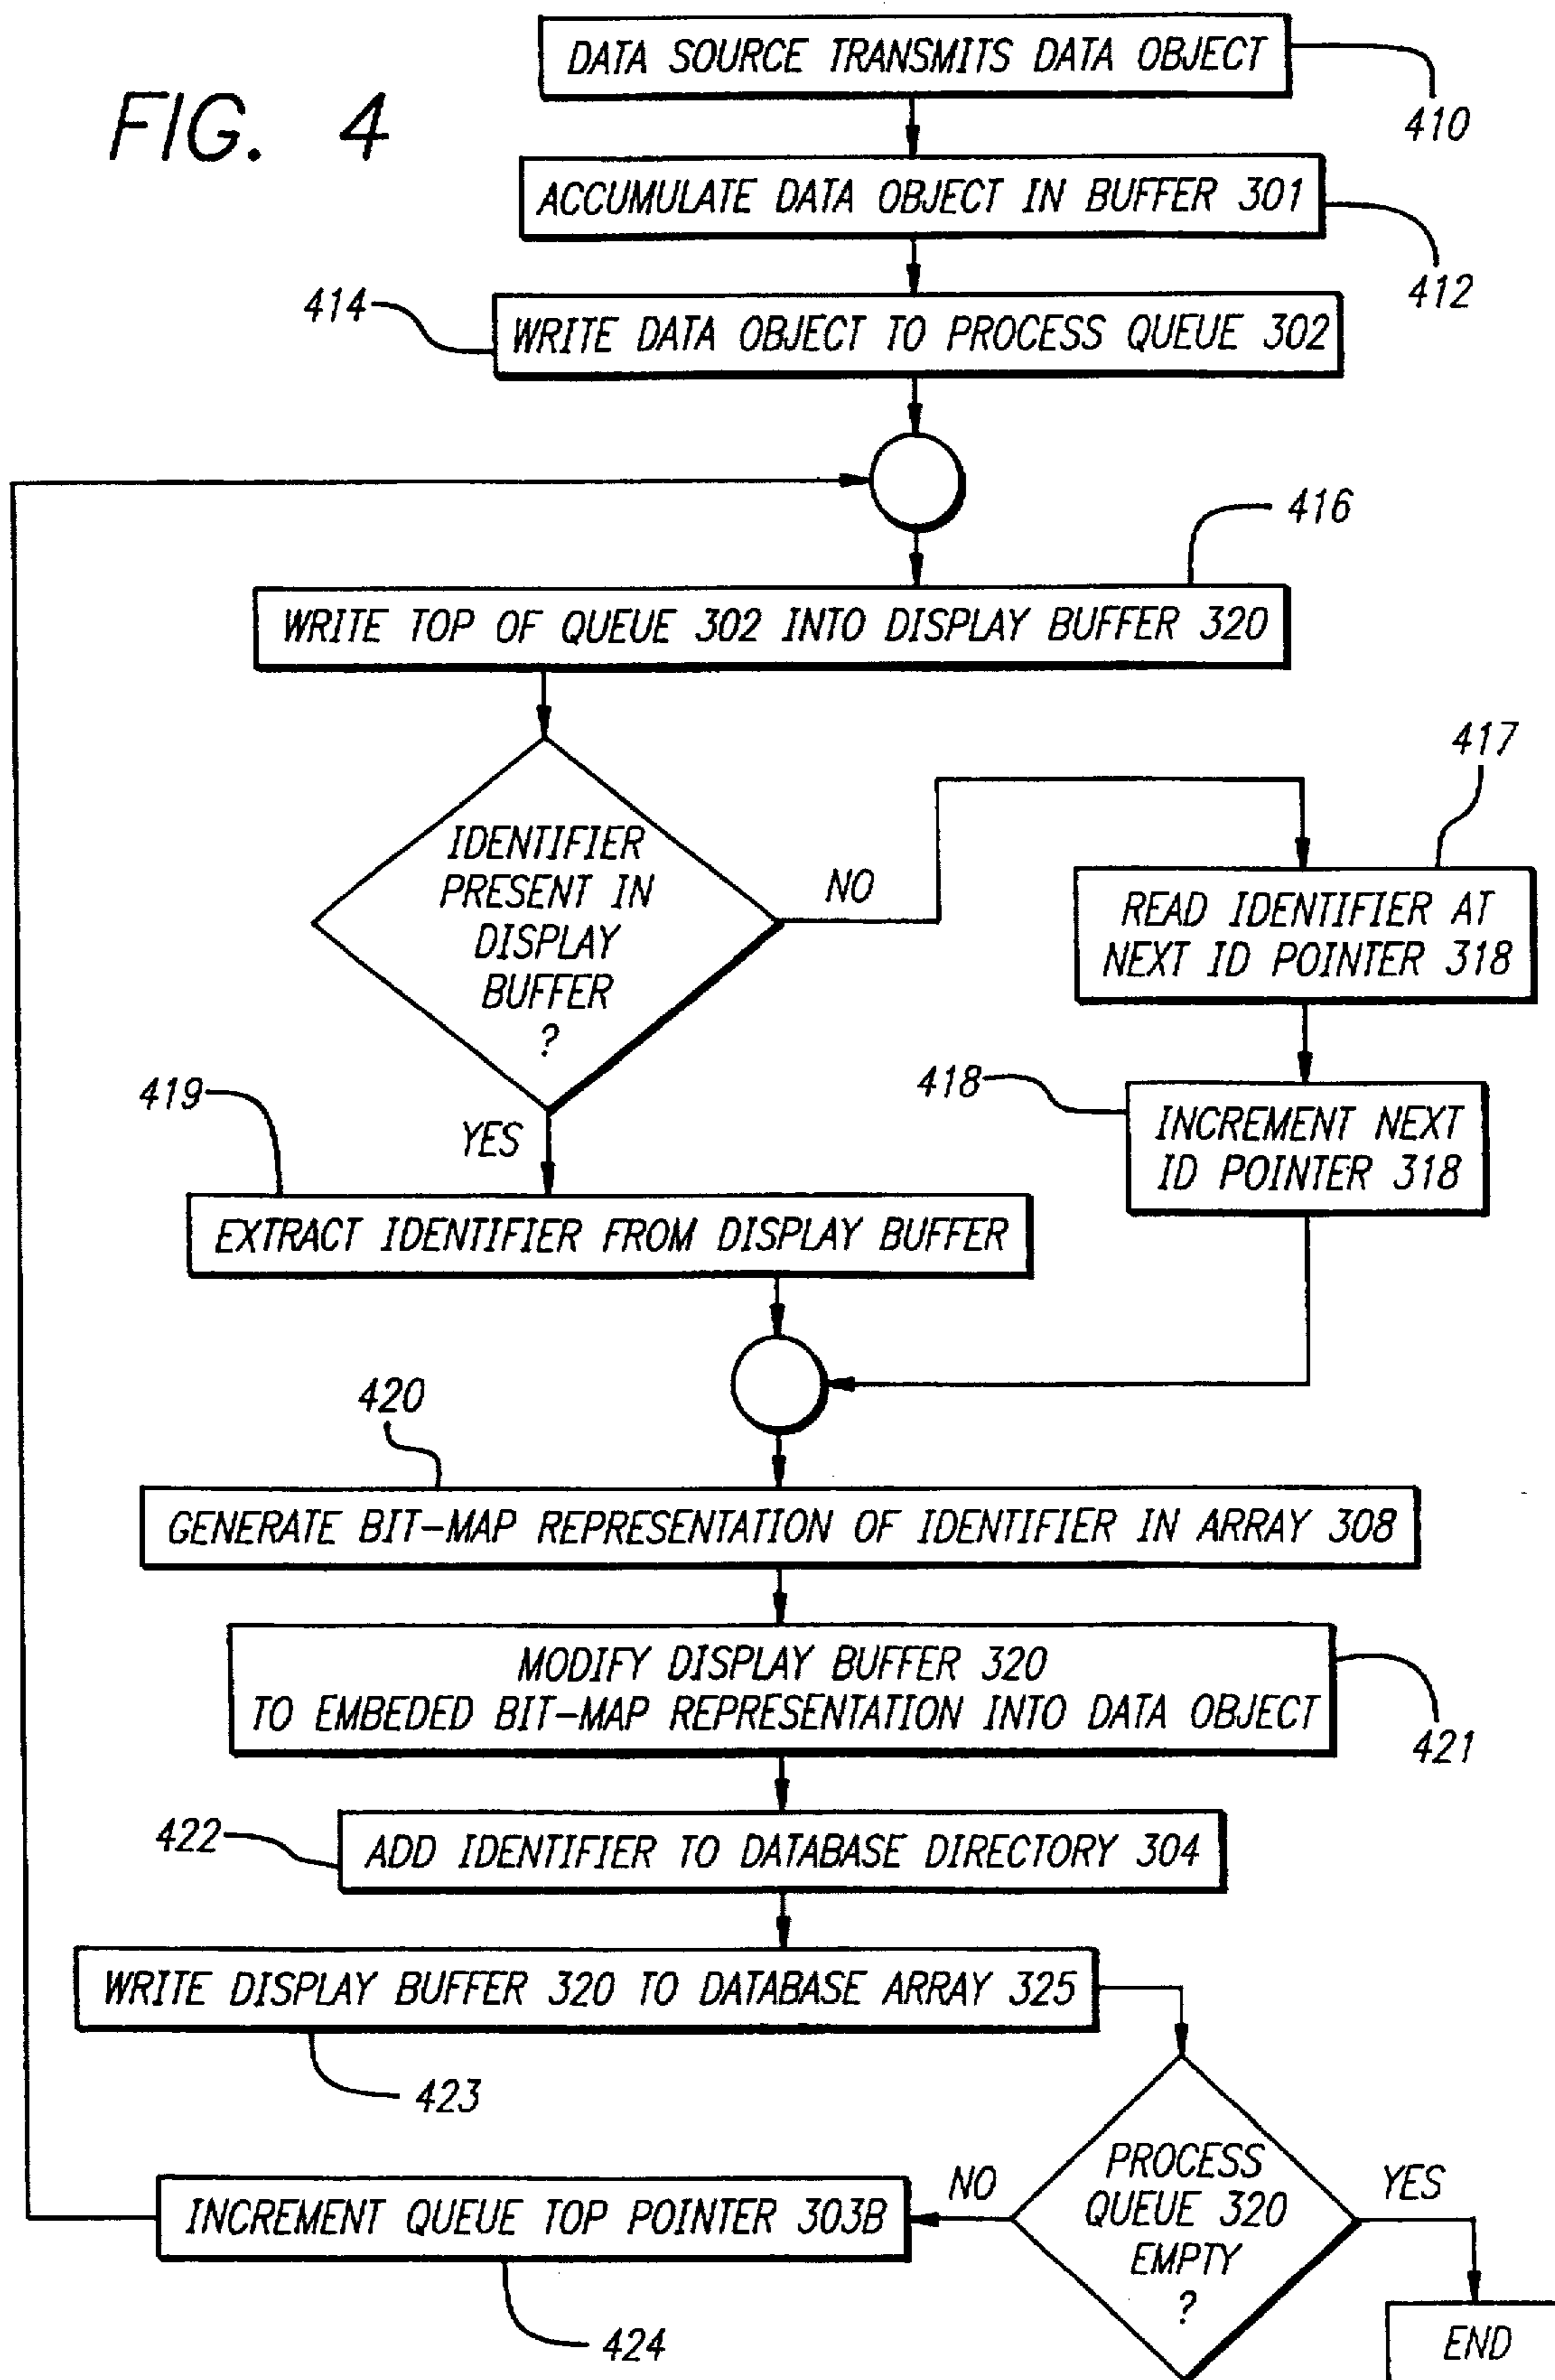 FIG. 4
DATA SOURCE TRANSMITS DATA OBJECT
410
ACCUMULATE DATA OBJECT IN BUFFER 301
412
414
WRITE DATA OBJECT TO PROCESS QUEUE 302
416
WRITE TOP OF QUEUE 302 INTO DISPLAY BUFFER 320
IDENTIFIER
PRESENT IN
DISPLAY
BUFFER
?
NO
417
READ IDENTIFIER AT
NEXT ID POINTER 318
418
INCREMENT NEXT
ID POINTER 318
YES
419
EXTRACT IDENTIFIER FROM DISPLAY BUFFER
420
GENERATE BIT-MAP REPRESENTATION OF IDENTIFIER IN ARRAY 308
MODIFY DISPLAY BUFFER 320
TO EMBEDED BIT-MAP REPRESENTATION INTO DATA OBJECT
421
422
ADD IDENTIFIER TO DATABASE DIRECTORY 304
WRITE DISPLAY BUFFER 320 TO DATABASE ARRAY 325
423
PROCESS
QUEUE 320
EMPTY
?
NO
YES
INCREMENT QUEUE TOP POINTER 303B
424
END